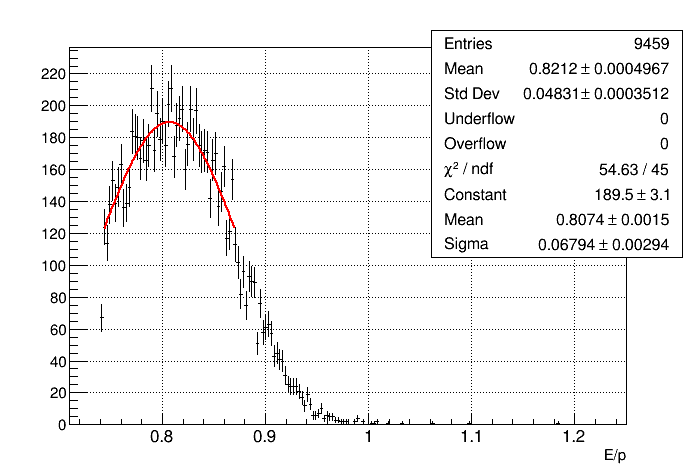 Entries 9459
Mean 0.8212 ± 0.0004967
Std Dev 0.04831 ± 0.0003512
Underflow 0
Overflow 0
χ² / ndf 54.63 / 45
Constant 189.5 ± 3.1
Mean 0.8074 ± 0.0015
Sigma 0.06794 ± 0.00294
220
200
180
160
140
120
100
80
60
40
20
0
0.8 0.9 1 1.1 1.2
E/p